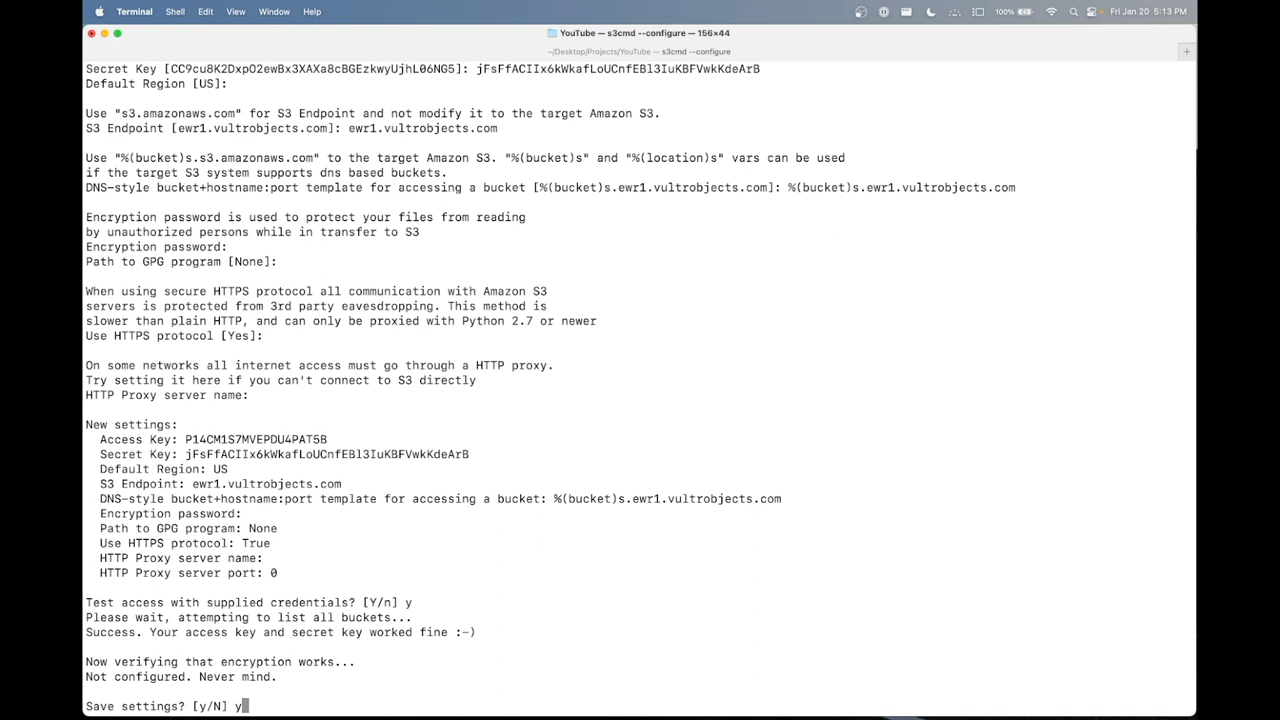 Terminal Shell Edit View Window Help 100% Fri Jan 20 5:13 PM
YouTube — s3cmd --configure — 156×44
~/Desktop/Projects/YouTube — s3cmd --configure
Secret Key [CC9cu8K2DxpO2ewBx3XAXa8cBGEzkwyUjhL06NG5]: jFsFfACIIx6kWkafLoUCnfEBl3IuKBFVwkKdeArB
Default Region [US]:
Use "s3.amazonaws.com" for S3 Endpoint and not modify it to the target Amazon S3.
S3 Endpoint [ewr1.vultrobjects.com]: ewr1.vultrobjects.com
Use "%(bucket)s.s3.amazonaws.com" to the target Amazon S3. "%(bucket)s" and "%(location)s" vars can be used
if the target S3 system supports dns based buckets.
DNS-style bucket+hostname:port template for accessing a bucket [%(bucket)s.ewr1.vultrobjects.com]: %(bucket)s.ewr1.vultrobjects.com
Encryption password is used to protect your files from reading
by unauthorized persons while in transfer to S3
Encryption password:
Path to GPG program [None]:
When using secure HTTPS protocol all communication with Amazon S3
servers is protected from 3rd party eavesdropping. This method is
slower than plain HTTP, and can only be proxied with Python 2.7 or newer
Use HTTPS protocol [Yes]:
On some networks all internet access must go through a HTTP proxy.
Try setting it here if you can't connect to S3 directly
HTTP Proxy server name:
New settings:
Access Key: P14CM1S7MVEPDU4PAT5B
Secret Key: jFsFfACIIx6kWkafLoUCnfEBl3IuKBFVwkKdeArB
Default Region: US
S3 Endpoint: ewr1.vultrobjects.com
DNS-style bucket+hostname:port template for accessing a bucket: %(bucket)s.ewr1.vultrobjects.com
Encryption password:
Path to GPG program: None
Use HTTPS protocol: True
HTTP Proxy server name:
HTTP Proxy server port: 0
Test access with supplied credentials? [Y/n] y
Please wait, attempting to list all buckets...
Success. Your access key and secret key worked fine :-)
Now verifying that encryption works...
Not configured. Never mind.
Save settings? [y/N] y